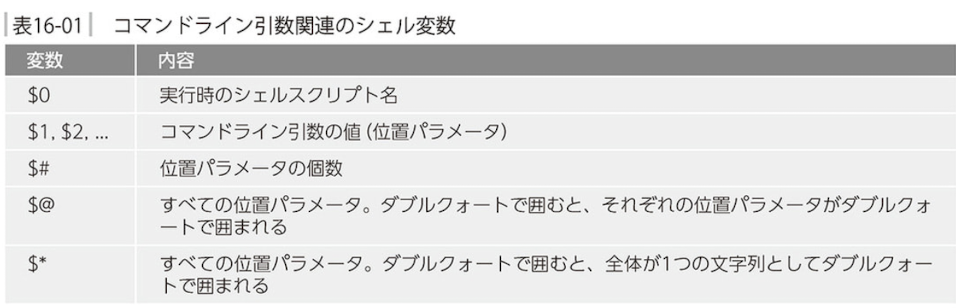 表16-01 コマンドライン引数関連のシェル変数
変数 内容
$0 実行時のシェルスクリプト名
$1, $2, ... コマンドライン引数の値（位置パラメータ）
$# 位置パラメータの個数
$@ すべての位置パラメータ。ダブルクォートで囲むと、それぞれの位置パラメータがダブルクォ
ートで囲まれる
$* すべての位置パラメータ。ダブルクォートで囲むと、全体が1つの文字列としてダブルクォー
トで囲まれる